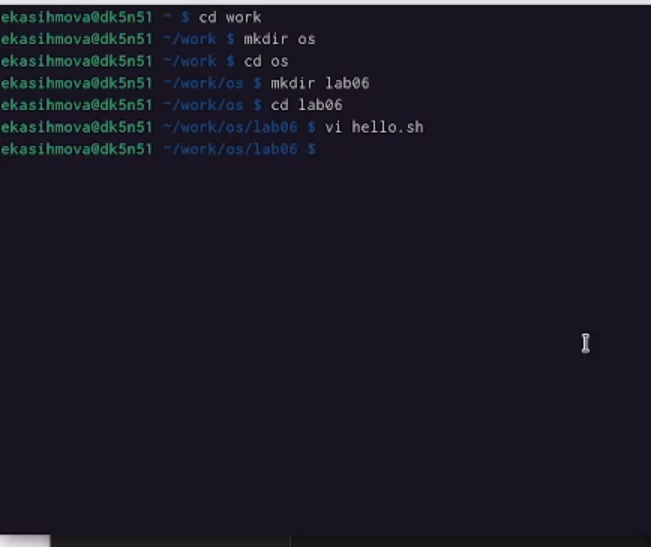 ekasihmova@dk5n51 ~ $ cd work
ekasihmova@dk5n51 ~/work $ mkdir os
ekasihmova@dk5n51 ~/work $ cd os
ekasihmova@dk5n51 ~/work/os $ mkdir lab06
ekasihmova@dk5n51 ~/work/os $ cd lab06
ekasihmova@dk5n51 ~/work/os/lab06 $ vi hello.sh
ekasihmova@dk5n51 ~/work/os/lab06 $